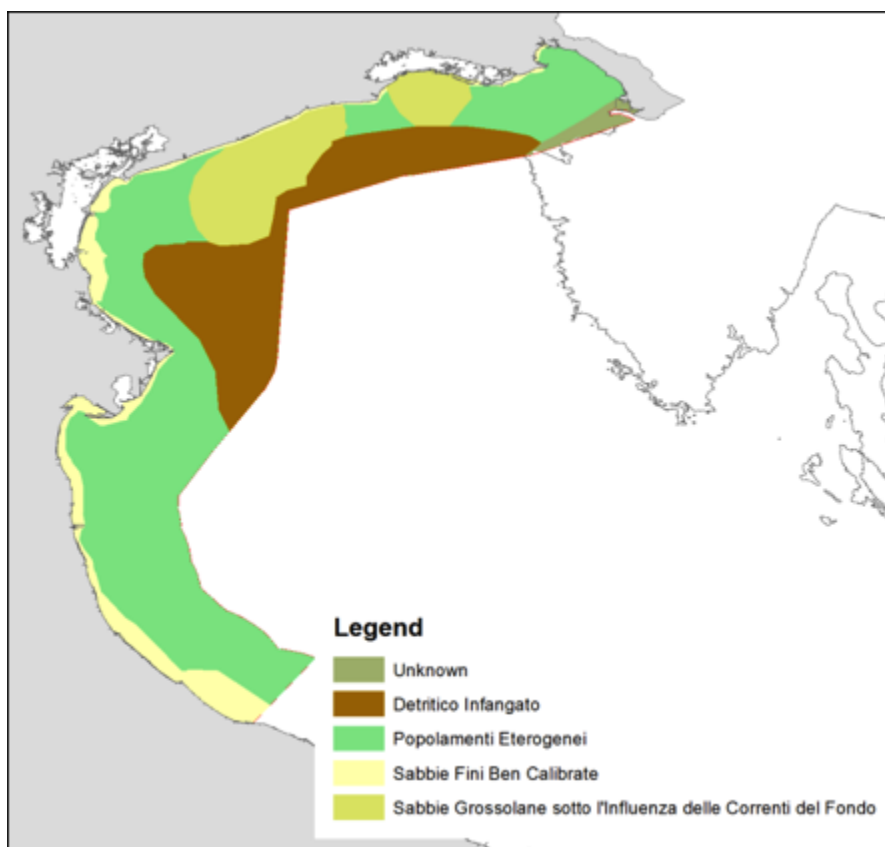 Legend
Unknown
Detritico Infangato
Popolamenti Eterogenei
Sabbie Fini Ben Calibrate
Sabbie Grossolane sotto l'Influenza delle Correnti del Fondo